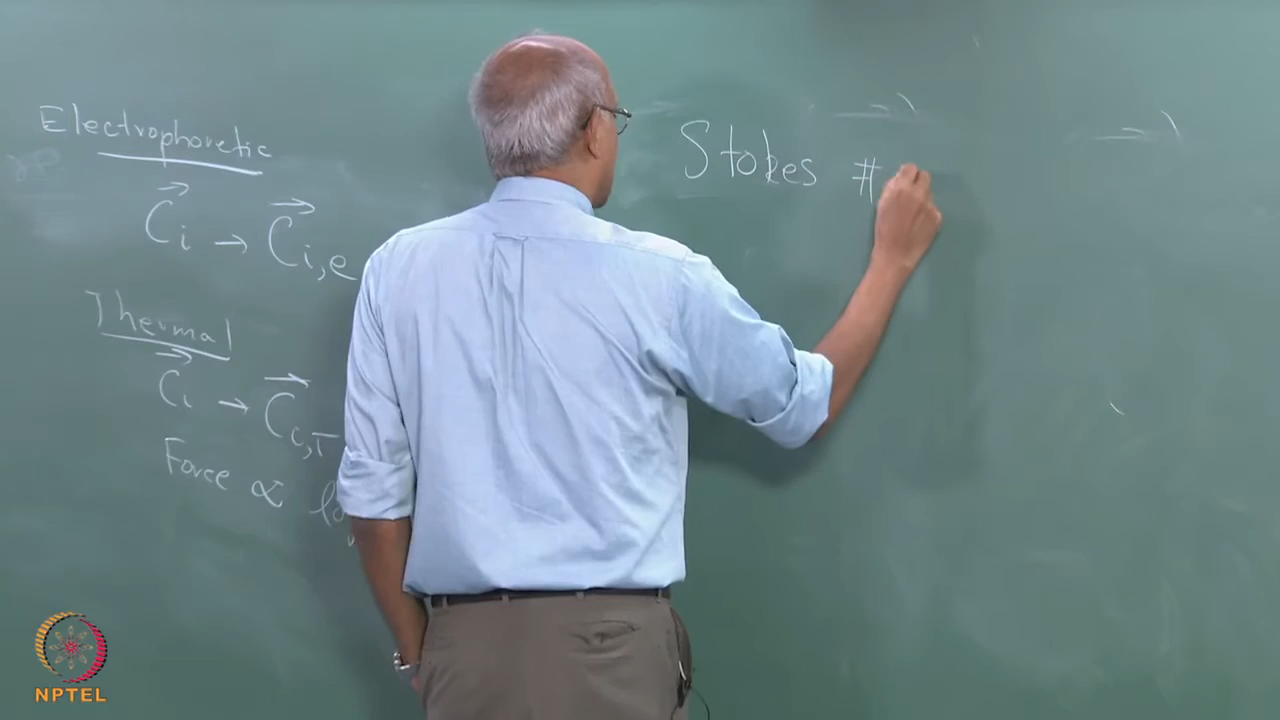 Electrophoretic
C⃗i → C⃗i,e
Thermal
C⃗i → C⃗c,T
Force ∝
Stokes #
NPTEL